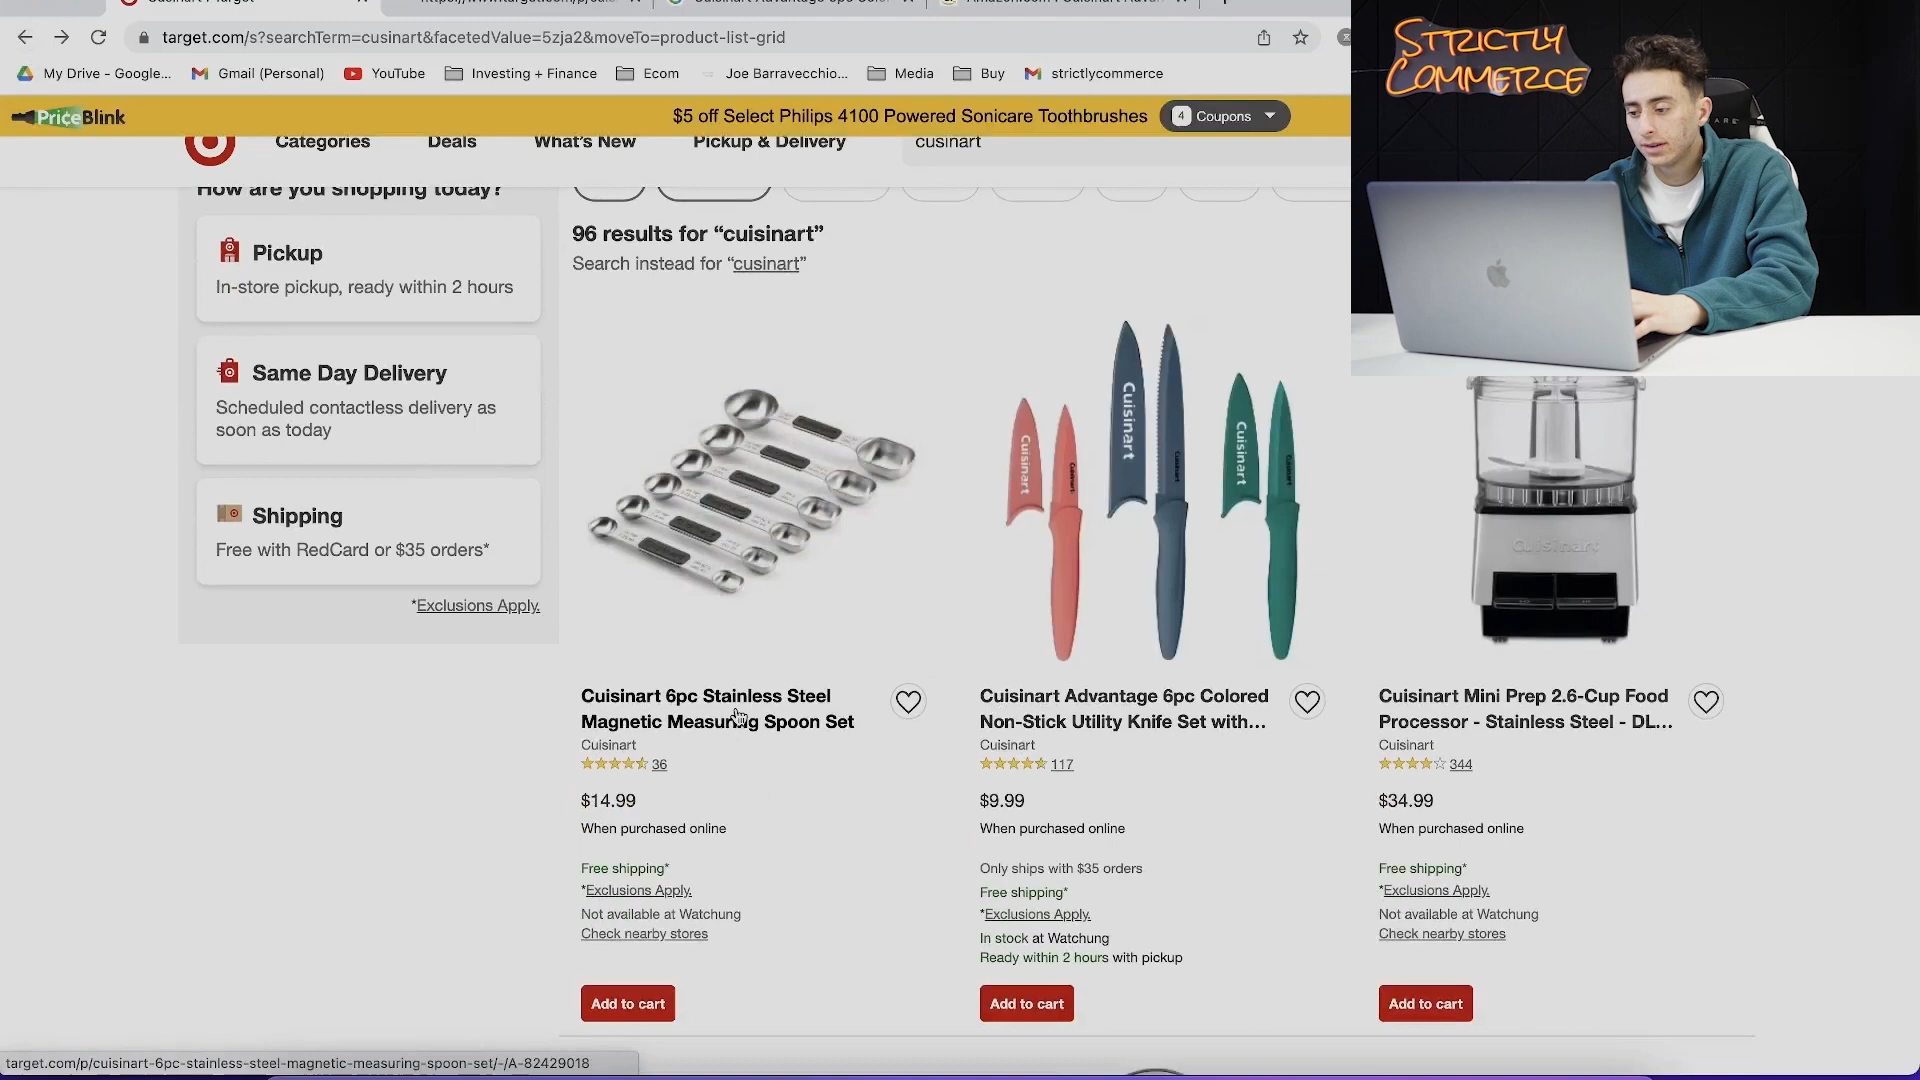 target.com/s?searchTerm=cusinart&facetedValue=5zja2&moveTo=product-list-grid
My Drive - Google...
Gmail (Personal)
YouTube
Investing + Finance
Ecom
Joe Barravecchio...
Media
Buy
strictlycommerce
PriceBlink
$5 off Select Philips 4100 Powered Sonicare Toothbrushes
4 Coupons
STRICTLY
COMMERCE
Categories
Deals
What's New
Pickup & Delivery
cusinart
How are you shopping today?
Pickup
In-store pickup, ready within 2 hours
Same Day Delivery
Scheduled contactless delivery as
soon as today
Shipping
Free with RedCard or $35 orders*
*Exclusions Apply.
96 results for “cuisinart”
Search instead for “cusinart”
Cuisinart
Cuisinart
Cuisinart
Cuisinart
Cuisinart 6pc Stainless Steel
Magnetic Measuring Spoon Set
Cuisinart
36
$14.99
When purchased online
Free shipping*
*Exclusions Apply.
Not available at Watchung
Check nearby stores
Add to cart
Cuisinart Advantage 6pc Colored
Non-Stick Utility Knife Set with...
Cuisinart
117
$9.99
When purchased online
Only ships with $35 orders
Free shipping*
*Exclusions Apply.
In stock at Watchung
Ready within 2 hours with pickup
Add to cart
Cuisinart Mini Prep 2.6-Cup Food
Processor - Stainless Steel - DL...
Cuisinart
344
$34.99
When purchased online
Free shipping*
*Exclusions Apply.
Not available at Watchung
Check nearby stores
Add to cart
target.com/p/cuisinart-6pc-stainless-steel-magnetic-measuring-spoon-set/-/A-82429018